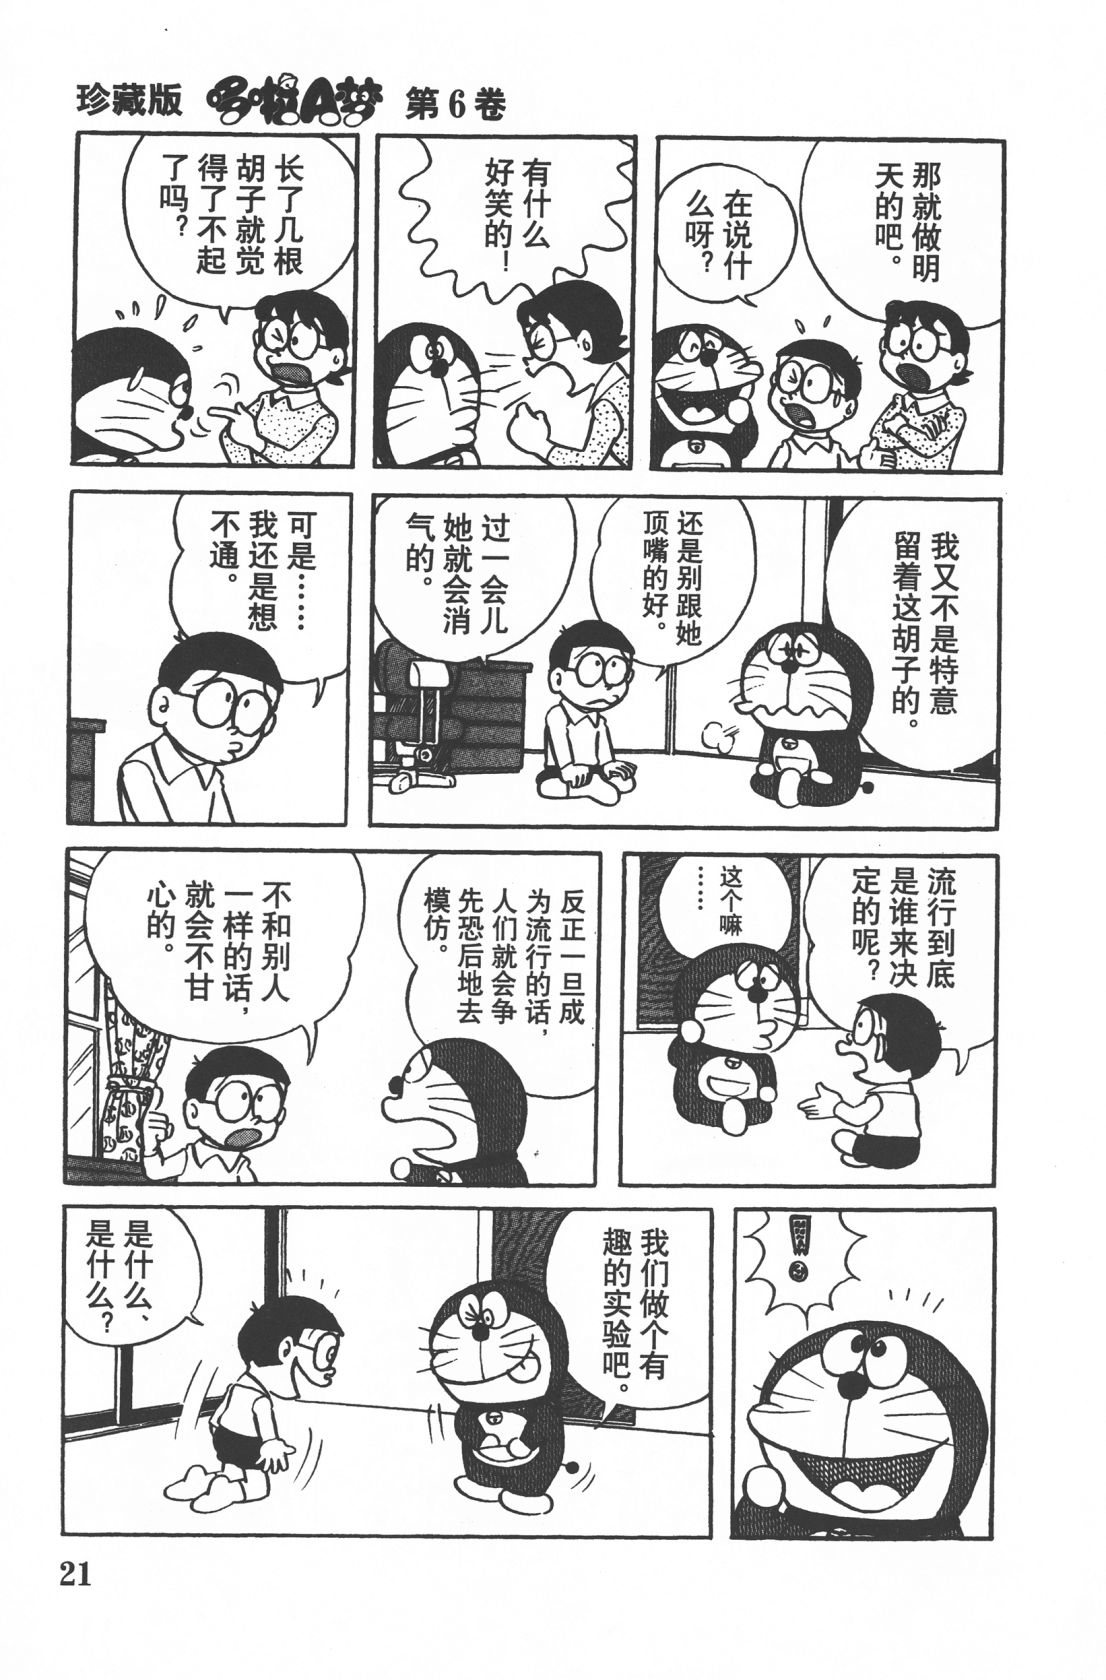 珍藏版 哆啦A梦 第6卷
那就做明
天的吧。
在说什
么呀？
有什么
好笑的！
长了几根
胡子就觉
得了不起
了吗？
我又不是特意
留着这胡子的。
还是别跟她
顶嘴的好。
过一会儿
她就会消
气的。
可是……
我还是想
不通。
流行到底
是谁来决
定的呢？
这个嘛
……
反正一旦成
为流行的话，
人们就会争
先恐后地去
模仿。
不和别人
一样的话，
就会不甘
心的。
！
我们做个有
趣的实验吧。
是什么、
是什么？
21